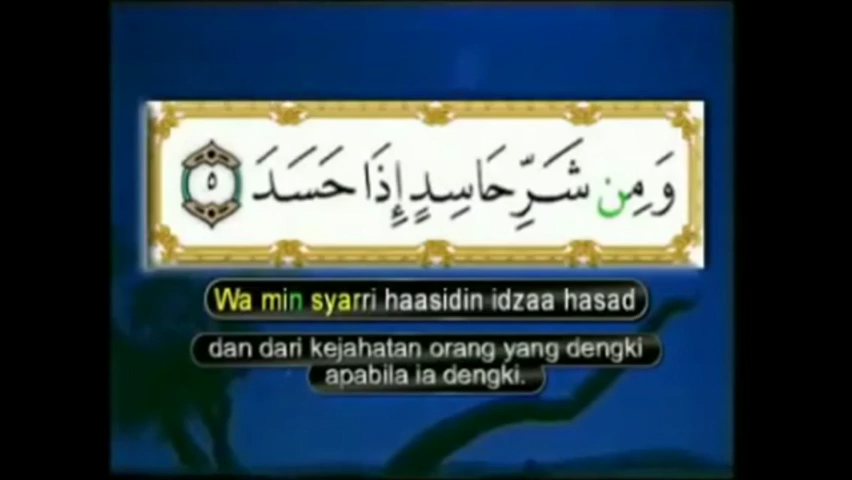 وَمِن شَرِّ حَاسِدٍ إِذَا حَسَدَ ٥
Wa min syarri haasidin idzaa hasad
dan dari kejahatan orang yang dengki
apabila ia dengki.